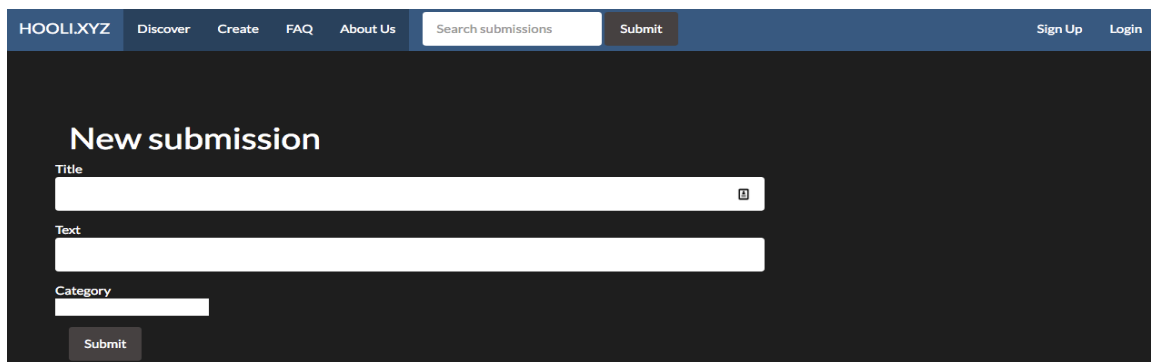 HOOLI.XYZ Discover Create FAQ About Us Search submissions Submit Sign Up Login
New submission
Title
Text
Category
Submit